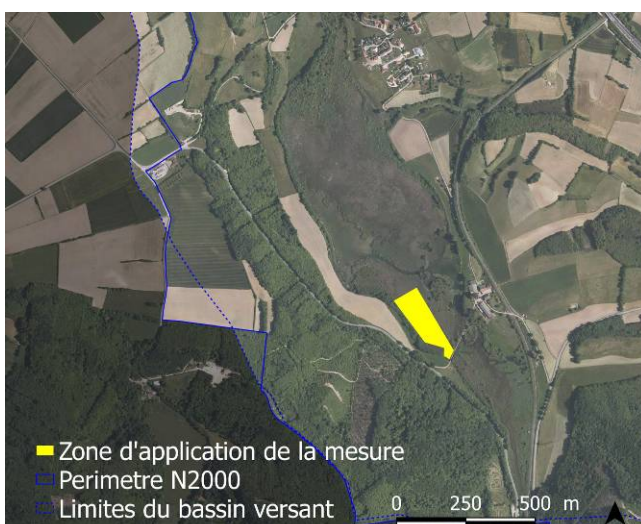 Zone d'application de la mesure
Perimetre N2000
Limites du bassin versant
0 250 500 m